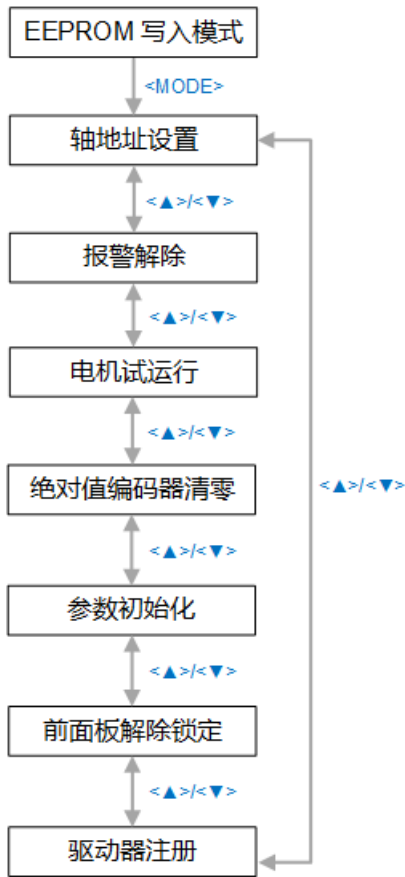 EEPROM 写入模式
<MODE>
轴地址设置
<▲>/<▼>
报警解除
<▲>/<▼>
电机试运行
<▲>/<▼>
绝对值编码器清零
<▲>/<▼>
<▲>/<▼>
参数初始化
<▲>/<▼>
前面板解除锁定
<▲>/<▼>
驱动器注册